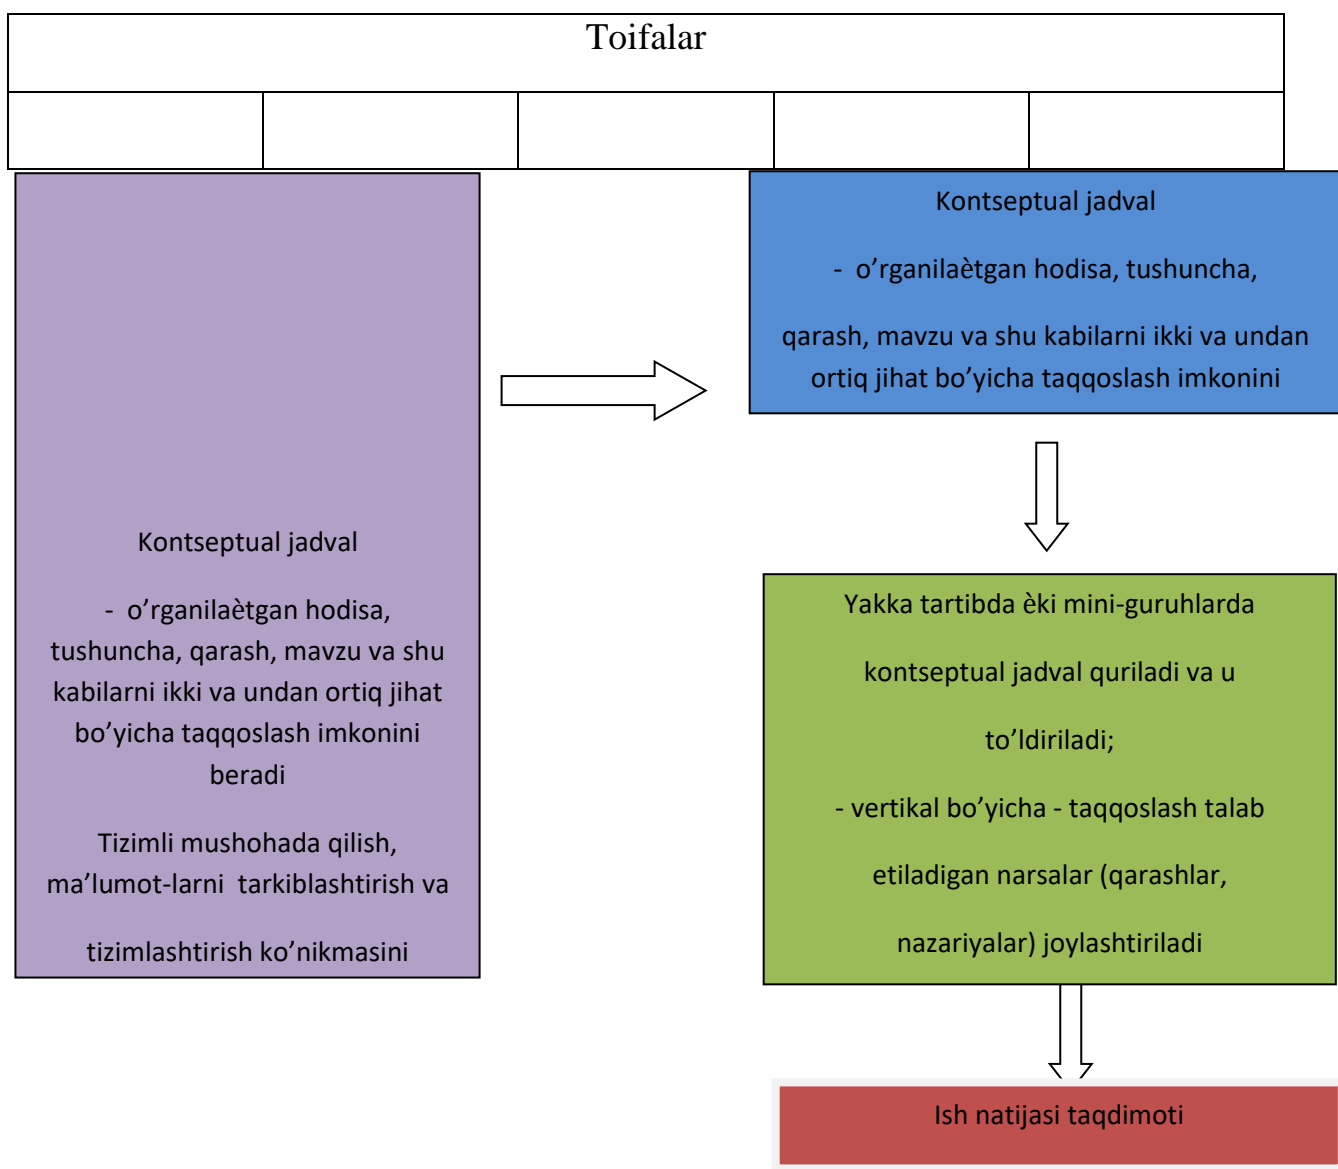 Toifalar
Kontseptual jadval
- o’rganilaètgan hodisa,
tushuncha, qarash, mavzu va shu
kabilarni ikki va undan ortiq jihat
bo’yicha taqqoslash imkonini
beradi
Tizimli mushohada qilish,
ma’lumot-larni tarkiblashtirish va
tizimlashtirish ko’nikmasini
Kontseptual jadval
- o’rganilaètgan hodisa, tushuncha,
qarash, mavzu va shu kabilarni ikki va undan
ortiq jihat bo’yicha taqqoslash imkonini
Yakka tartibda èki mini-guruhlarda
kontseptual jadval quriladi va u
to’ldiriladi;
- vertikal bo’yicha - taqqoslash talab
etiladigan narsalar (qarashlar,
nazariyalar) joylashtiriladi
Ish natijasi taqdimoti